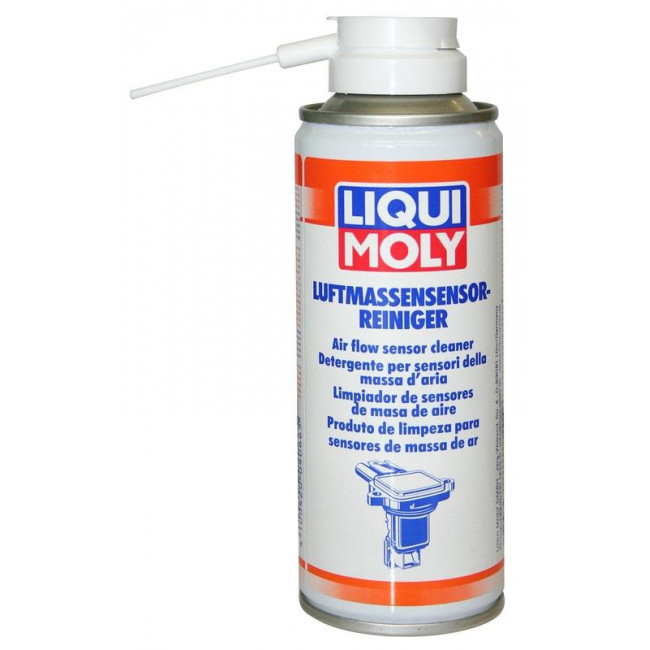 LIQUI
MOLY
LUFTMASSENSENSOR-
REINIGER
Air flow sensor cleaner
Detergente per sensori della
massa d'aria
Limpiador de sensores
de masa de aire
Produto de limpeza para
sensores de massa de ar